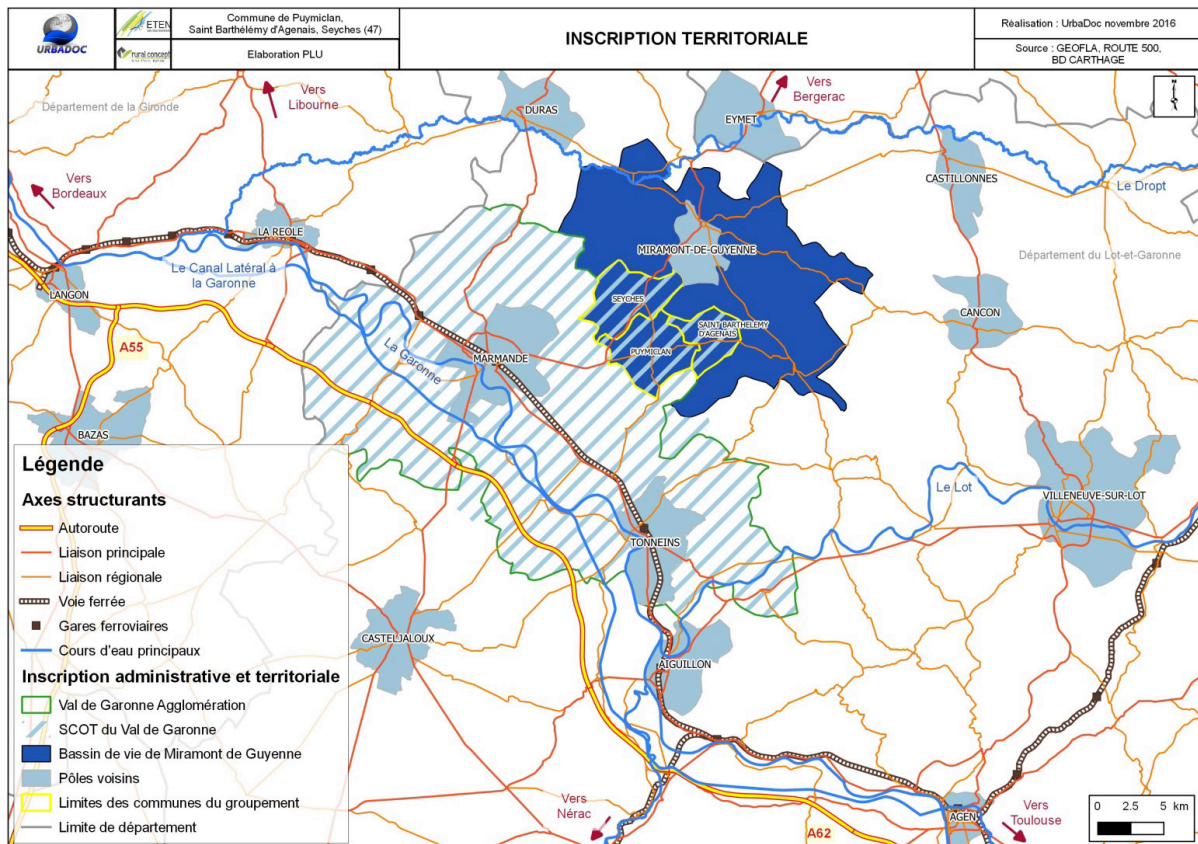 URBADOC
ETEN
rural concept
Commune de Puymiclan,
Saint Barthélémy d'Agenais, Seyches (47)
Elaboration PLU
INSCRIPTION TERRITORIALE
Réalisation : UrbaDoc novembre 2016
Source : GEOFLA, ROUTE 500,
BD CARTHAGE
Vers
Libourne
Vers
Bergerac
N
Département de la Gironde
DURAS
EYMET
CASTILLONNES
Vers
Bordeaux
Le Dropt
LA REOLE
MIRAMONT-DE-GUYENNE
Département du Lot-et-Garonne
Le Canal Latéral à
la Garonne
LANGON
SEYCHES
CANCON
SAINT BARTHELEMY
D'AGENAIS
A55
La Garonne
MARMANDE
PUYMICLAN
BAZAS
Le Lot
VILLENEUVE-SUR-LOT
TONNEINS
CASTELJALOUX
AIGUILLON
Vers
Nérac
A62
AGEN
Vers
Toulouse
0 2.5 5 km
Légende
Axes structurants
Autoroute
Liaison principale
Liaison régionale
Voie ferrée
Gares ferroviaires
Cours d'eau principaux
Inscription administrative et territoriale
Val de Garonne Agglomération
SCOT du Val de Garonne
Bassin de vie de Miramont de Guyenne
Pôles voisins
Limites des communes du groupement
Limite de département